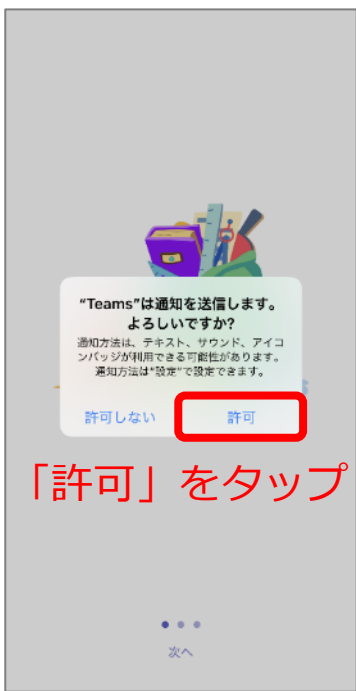 “Teams”は通知を送信します。
よろしいですか?
通知方法は、テキスト、サウンド、アイコ
ンバッジが利用できる可能性があります。
通知方法は“設定”で設定できます。
許可しない
許可
「許可」をタップ
次へ